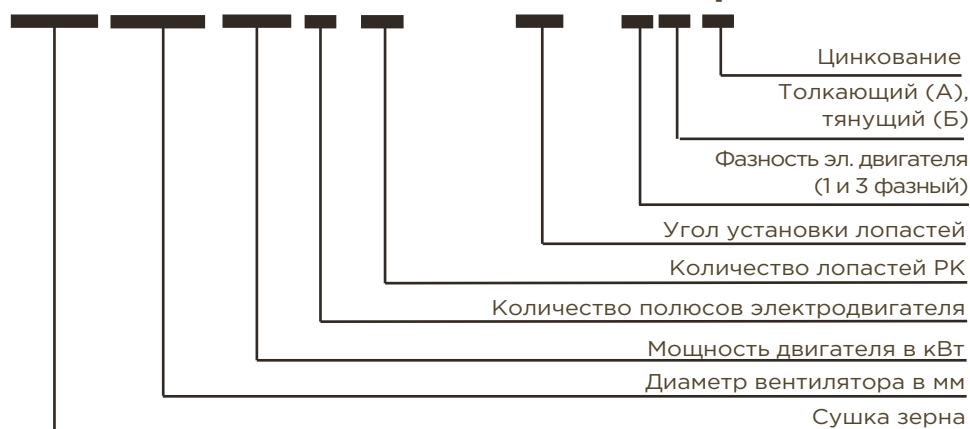 Цинкование
Толкающий (А),
тянущий (Б)
Фазность эл. двигателя
(1 и 3 фазный)
Угол установки лопастей
Количество лопастей РК
Количество полюсов электродвигателя
Мощность двигателя в кВт
Диаметр вентилятора в мм
Сушка зерна